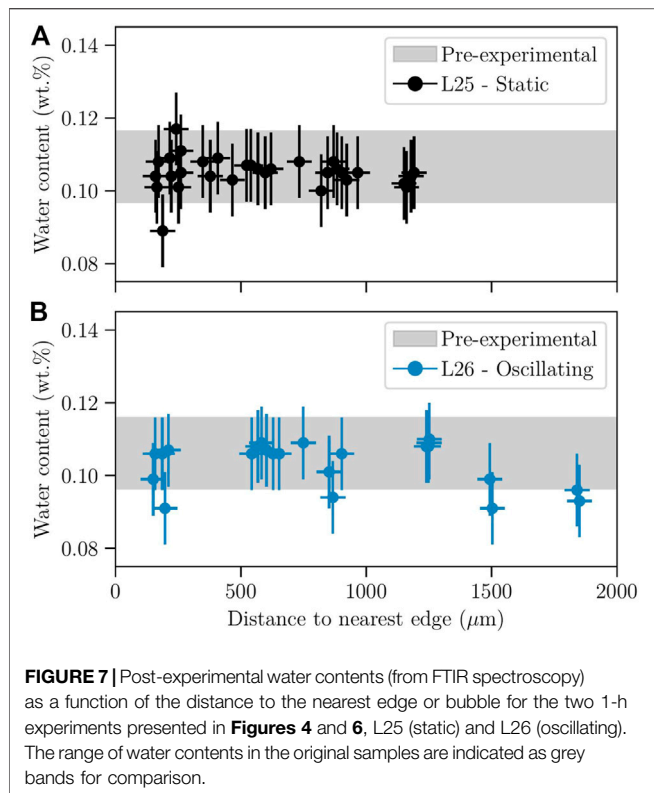 A
0.14
0.12
0.10
0.08
Water content (wt.%)
Pre-experimental
L25 - Static
B
0.14
0.12
0.10
0.08
Water content (wt.%)
Pre-experimental
L26 - Oscillating
0
500
1000
1500
2000
Distance to nearest edge (μm)
FIGURE 7 | Post-experimental water contents (from FTIR spectroscopy)
as a function of the distance to the nearest edge or bubble for the two 1-h
experiments presented in Figures 4 and 6, L25 (static) and L26 (oscillating).
The range of water contents in the original samples are indicated as grey
bands for comparison.